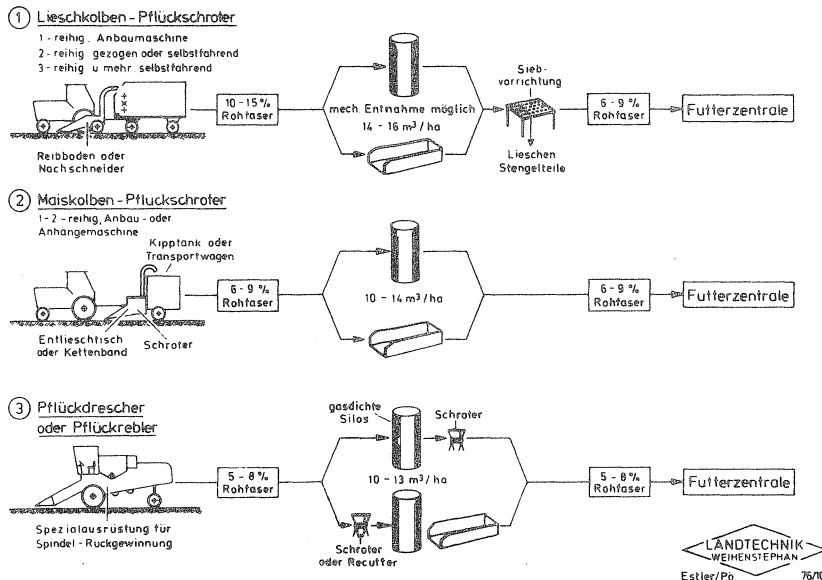 1 Lieschkolben-Pflückschroter
1-reihig. Anbaumaschine
2-reihig gezogen oder selbstfahrend
3-reihig u mehr. selbstfahrend
Reibboden oder
Nachschneider
10-15%
Rohfaser
mech. Entnahme möglich
14 - 16 m³/ha
Sieb-
vorrichtung
Lieschen
Stengelteile
6-9%
Rohfaser
Futterzentrale
2 Maiskolben-Pfluckschroter
1-2-reihig, Anbau-oder
Anhängemaschine
Kipptank oder
Transportwagen
Entlieschtisch
oder Kettenband
Schroter
6-9%
Rohfaser
10 - 14 m³/ha
6-9%
Rohfaser
Futterzentrale
3 Pflückdrescher
oder Pflückrebler
Spezialausrüstung für
Spindel-Rückgewinnung
5-8%
Rohfaser
gasdichte
Silos
Schroter
10 - 13 m³/ha
Schroter
oder Recutter
5-8%
Rohfaser
Futterzentrale
LANDTECHNIK
WEIHENSTEPHAN
Estler/Pö